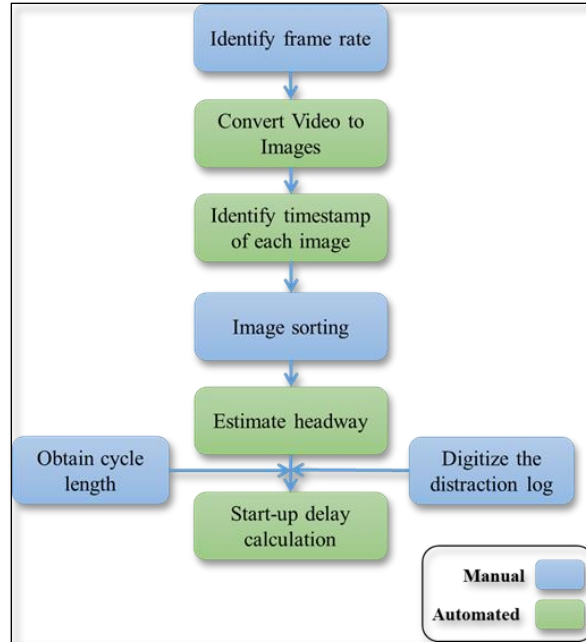 Identify frame rate
Convert Video to
Images
Identify timestamp
of each image
Image sorting
Estimate headway
Obtain cycle
length
Digitize the
distraction log
Start-up delay
calculation
Manual
Automated